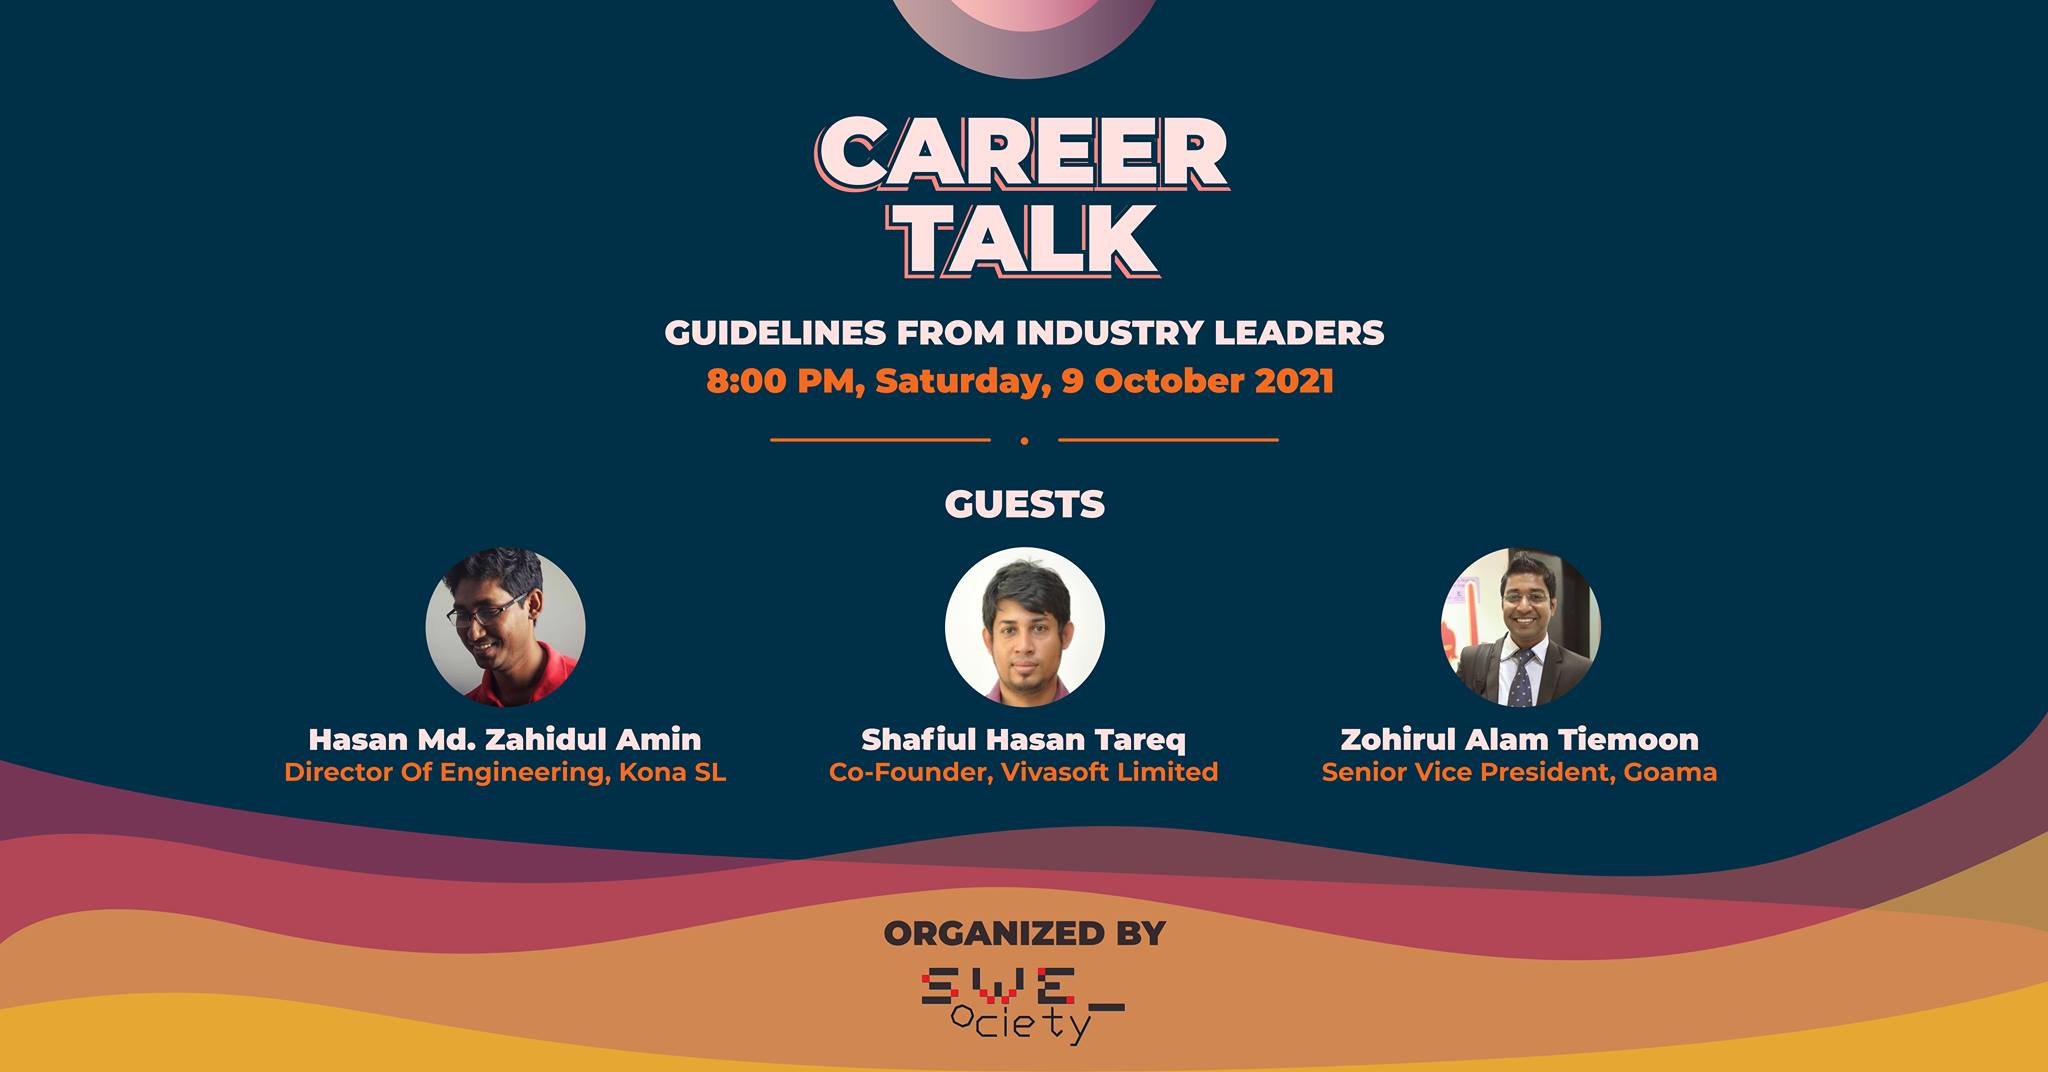 CAREER
TALK
GUIDELINES FROM INDUSTRY LEADERS
8:00 PM, Saturday, 9 October 2021
GUESTS
Hasan Md. Zahidul Amin
Director Of Engineering, Kona SL
Shafiul Hasan Tareq
Co-Founder, Vivasoft Limited
Zohirul Alam Tiemoon
Senior Vice President, Goama
ORGANIZED BY
SWE_
ociety